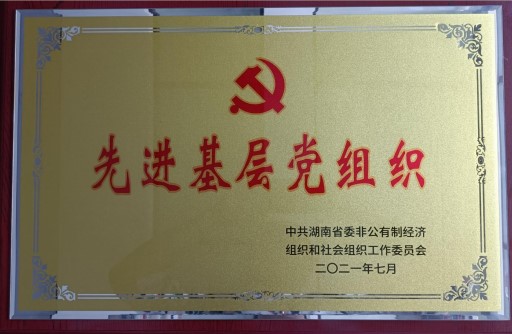 先进基层党组织
中共湖南省委非公有制经济
组织和社会组织工作委员会
二〇二一年七月